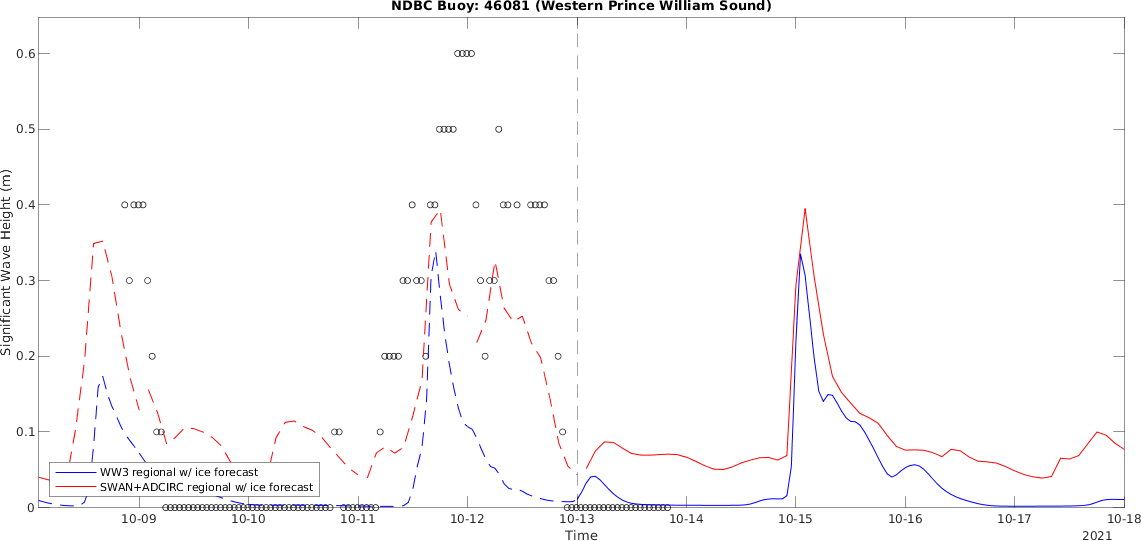 NDBC Buoy: 46081 (Western Prince William Sound)
Significant Wave Height (m)
0.6
0.5
0.4
0.3
0.2
0.1
0
WW3 regional w/ ice forecast
SWAN+ADCIRC regional w/ ice forecast
10-09 10-10 10-11 10-12 10-13 10-14 10-15 10-16 10-17 10-18
Time
2021